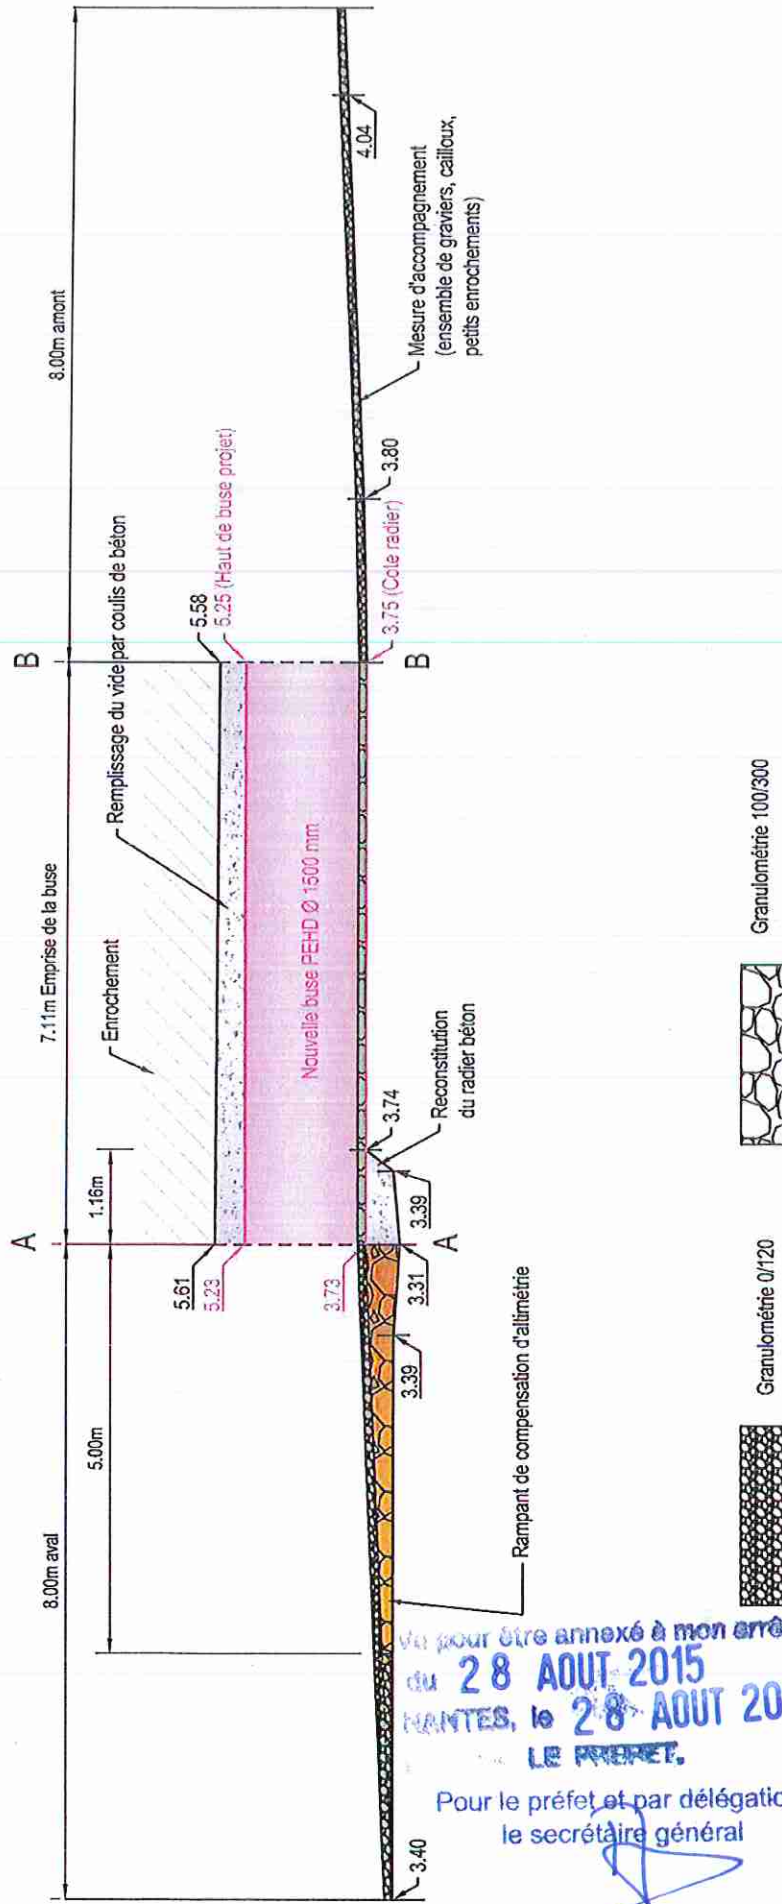 8.00m aval
7.11m Emprise de la buse
8.00m amont
A
B
5.00m
1.16m
Enrochement
Remplissage du vide par coulis de béton
5.61
5.23
5.58
5.25 (Haut de buse projet)
Nouvelle buse PEHD Ø 1500 mm
3.73
3.74
3.75 (Cote radier)
3.80
4.04
3.40
3.39
3.31
3.39
A
B
Reconstitution
du radier béton
Mesure d'accompagnement
(ensemble de graviers, cailloux,
petits enrochements)
Rampant de compensation d'altimétrie
Granulométrie 0/120
Granulométrie 100/300
Vu pour être annexé à mon
du 28 AOUT 2015
NANTES, le 28 AOUT
LE PREFET,
Pour le préfet et par
le secrétaire général